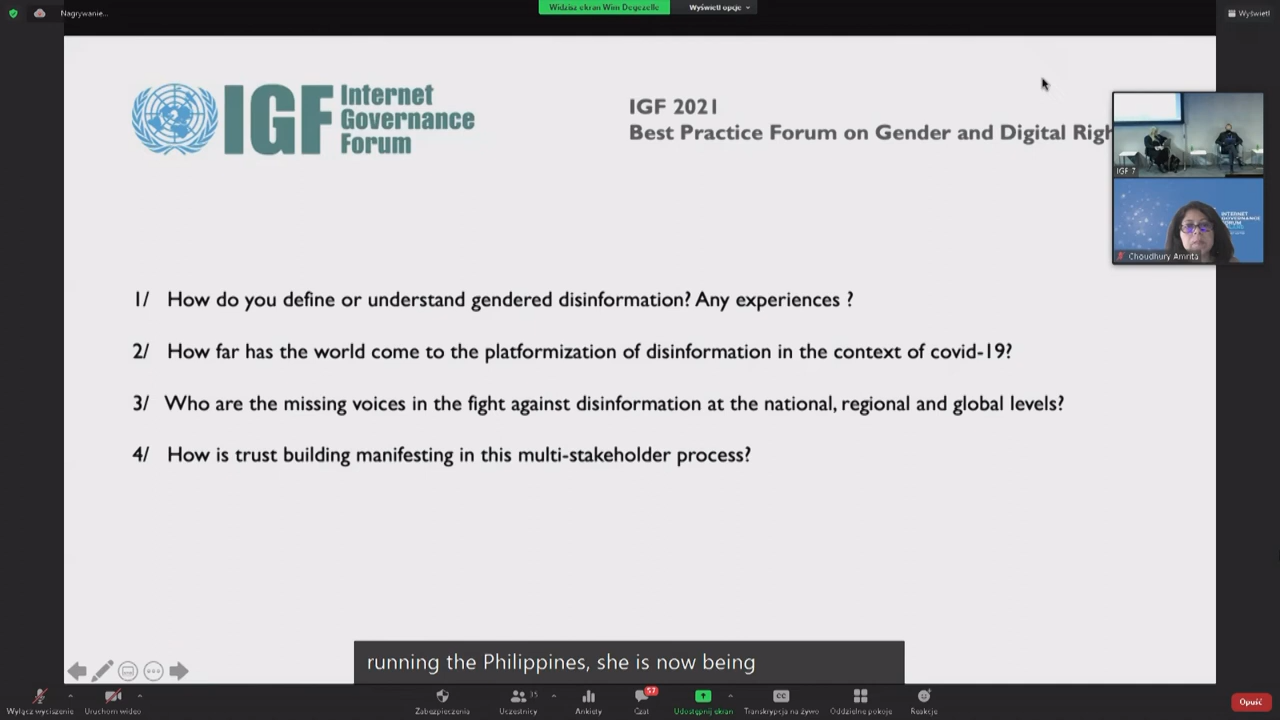 Nagrywanie...
Widzisz ekran Wim Degezelle
Wyświetl opcje
Wyświetl
IGF
Internet
Governance
Forum
IGF 2021
Best Practice Forum on Gender and Digital Righ
IGF 7
INTERNET
GOVERNANCE
FORUM
Choudhury Amrita
1/ How do you define or understand gendered disinformation? Any experiences ?
2/ How far has the world come to the platformization of disinformation in the context of covid-19?
3/ Who are the missing voices in the fight against disinformation at the national, regional and global levels?
4/ How is trust building manifesting in this multi-stakeholder process?
running the Philippines, she is now being
Wyłącz wyciszenie
Uruchom wideo
Zabezpieczenia
Uczestnicy
35
Ankiety
Czat
57
Udostępnij ekran
CC
Transkrypcja na żywo
Oddzielne pokoje
Reakcje
Opuść